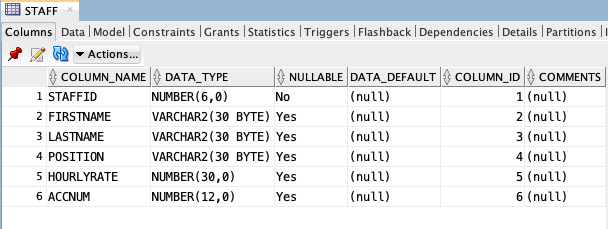 STAFF
Columns Data Model Constraints Grants Statistics Triggers Flashback Dependencies Details Partitions
Actions...
COLUMN_NAME DATA_TYPE NULLABLE DATA_DEFAULT COLUMN_ID COMMENTS
1 STAFFID NUMBER(6,0) No (null) 1 (null)
2 FIRSTNAME VARCHAR2(30 BYTE) Yes (null) 2 (null)
3 LASTNAME VARCHAR2(30 BYTE) Yes (null) 3 (null)
4 POSITION VARCHAR2(30 BYTE) Yes (null) 4 (null)
5 HOURLYRATE NUMBER(30,0) Yes (null) 5 (null)
6 ACCNUM NUMBER(12,0) Yes (null) 6 (null)